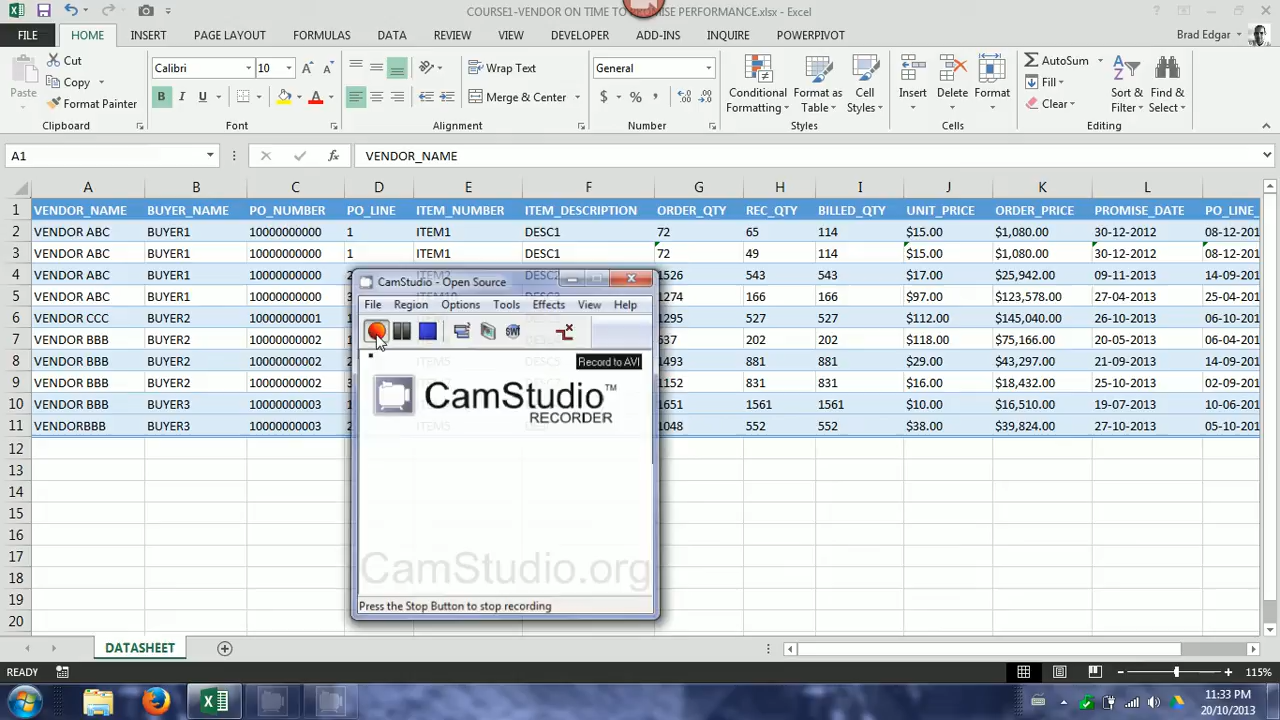 COURSE1-VENDOR ON TIME TO PROMISE PERFORMANCE.xlsx - Excel
FILE HOME INSERT PAGE LAYOUT FORMULAS DATA REVIEW VIEW DEVELOPER ADD-INS INQUIRE POWERPIVOT Brad Edgar
Cut
Copy
Format Painter
Paste
Calibri 10
B I U A
Wrap Text
Merge & Center
General
$ % ,
Conditional Formatting
Format as Table
Cell Styles
Insert Delete Format
AutoSum
Fill
Clear
Sort & Filter
Find & Select
Clipboard Font Alignment Number Styles Cells Editing
A1 fx VENDOR_NAME
A B C D E F G H I J K L
1 VENDOR_NAME BUYER_NAME PO_NUMBER PO_LINE ITEM_NUMBER ITEM_DESCRIPTION ORDER_QTY REC_QTY BILLED_QTY UNIT_PRICE ORDER_PRICE PROMISE_DATE PO_LINE_
2 VENDOR ABC BUYER1 10000000000 1 ITEM1 DESC1 72 65 114 $15.00 $1,080.00 30-12-2012 08-12-201
3 VENDOR ABC BUYER1 10000000000 1 ITEM1 DESC1 72 49 114 $15.00 $1,080.00 30-12-2012 08-12-201
4 VENDOR ABC BUYER1 10000000000 2 ITEM2 DESC2 1526 543 543 $17.00 $25,942.00 09-11-2013 14-09-201
5 VENDOR ABC BUYER1 10000000000 1274 166 166 $97.00 $123,578.00 27-04-2013 25-04-201
6 VENDOR CCC BUYER2 10000000001 1295 527 527 $112.00 $145,040.00 10-06-2013 30-05-201
7 VENDOR BBB BUYER2 10000000002 637 202 202 $118.00 $75,166.00 30-06-2013 17-06-201
8 VENDOR BBB BUYER2 10000000002 1493 881 881 $29.00 $43,297.00 21-09-2013 13-09-201
9 VENDOR BBB BUYER2 10000000002 1152 831 831 $16.00 $18,432.00 25-10-2013 02-09-201
10 VENDOR BBB BUYER3 10000000003 1651 1561 1561 $10.00 $16,510.00 19-07-2013 10-06-201
11 VENDORBBB BUYER3 10000000003 1048 552 552 $38.00 $39,824.00 27-10-2013 05-10-201
12
13
14
15
16
17
18
19
20
CamStudio - Open Source
File Region Options Tools Effects View Help
Record to AVI
CamStudio™
RECORDER
CamStudio.org
Press the Stop Button to stop recording
DATASHEET
READY 115%
11:33 PM
20/10/2013